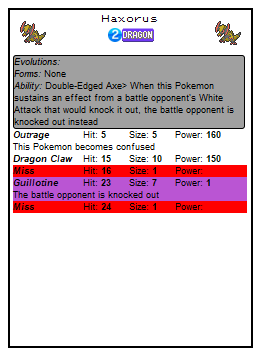 Haxorus
2 DRAGON
Evolutions:
Forms: None
Ability: Double-Edged Axe> When this Pokemon
sustains an effect from a battle opponent's White
Attack that would knock it out, the battle opponent is
knocked out instead
Outrage Hit: 5 Size: 5 Power: 160
This Pokemon becomes confused
Dragon Claw Hit: 15 Size: 10 Power: 150
Miss Hit: 16 Size: 1 Power:
Guillotine Hit: 23 Size: 7 Power: 1
The battle opponent is knocked out
Miss Hit: 24 Size: 1 Power: